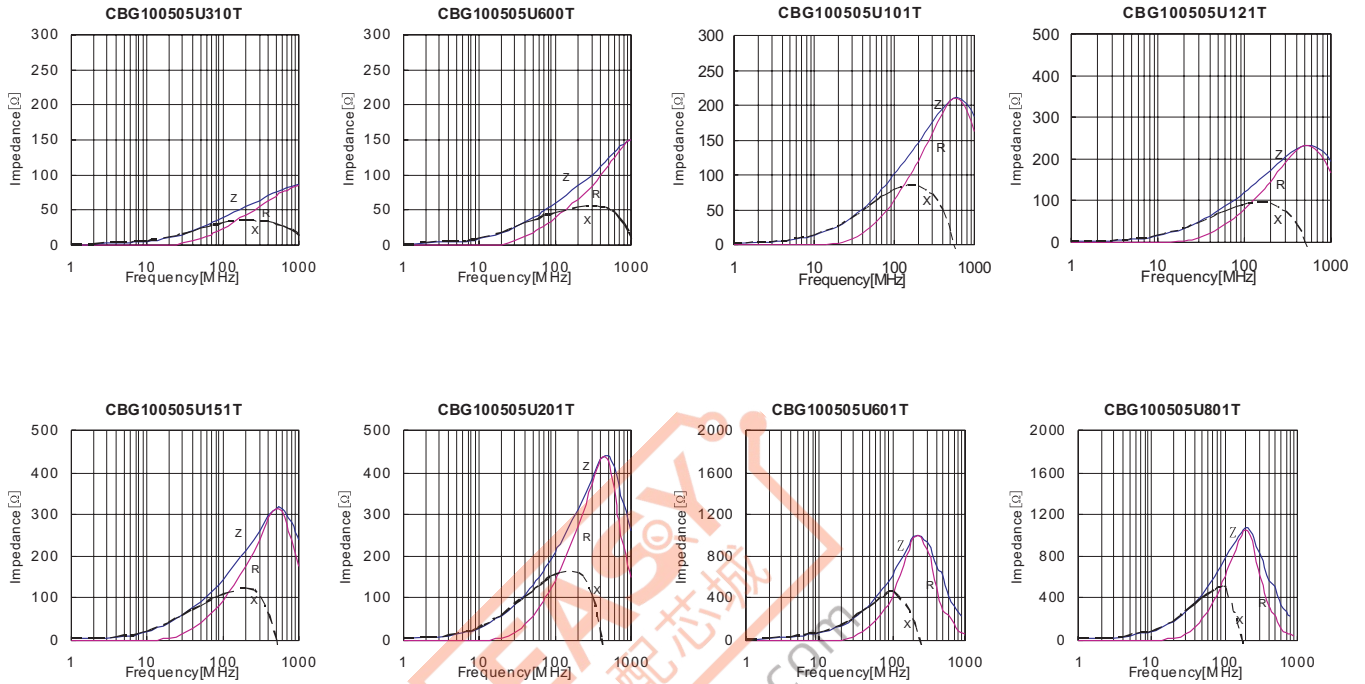 CBG100505U310T
300
250
200
150
100
50
0
Impedance[Ω]
Z
R
X
1
10
100
1000
Frequency[MHz]
CBG100505U600T
300
250
200
150
100
50
0
Impedance[Ω]
Z
R
X
1
10
100
1000
Frequency[MHz]
CBG100505U101T
300
250
200
150
100
50
0
Impedance[Ω]
Z
R
X
1
10
100
1000
Frequency[MHz]
CBG100505U121T
500
400
300
200
100
0
Impedance[Ω]
Z
R
X
1
10
100
1000
Frequency[MHz]
CBG100505U151T
500
400
300
200
100
0
Impedance[Ω]
Z
R
X
1
10
100
1000
Frequency[MHz]
CBG100505U201T
500
400
300
200
100
0
Impedance[Ω]
Z
R
X
1
10
100
1000
Frequency[MHz]
CBG100505U601T
2000
1600
1200
800
400
0
Impedance[Ω]
Z
R
X
1
10
100
1000
Frequency[MHz]
CBG100505U801T
2000
1600
1200
800
400
0
Impedance[Ω]
Z
R
X
1
10
100
1000
Frequency[MHz]
EASY
配芯城
.com